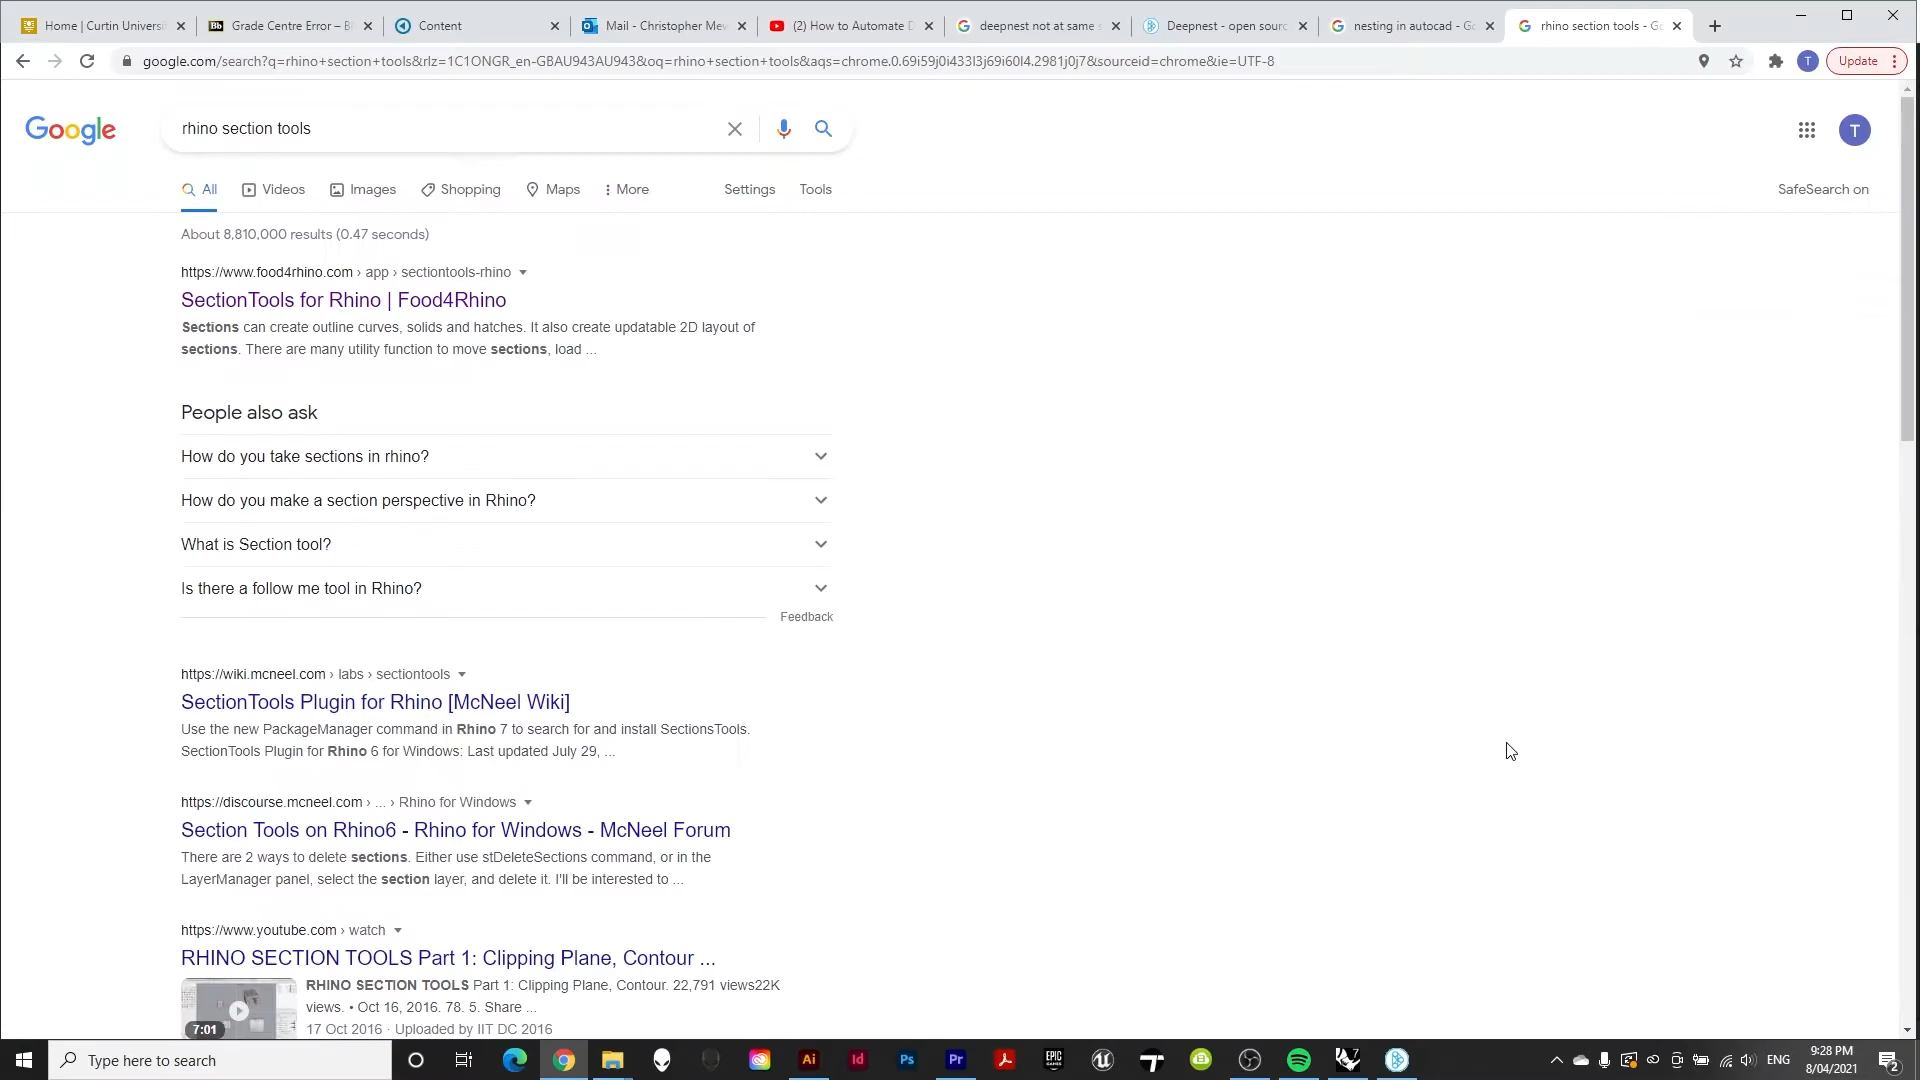 Home | Curtin Universi
Bb
Grade Centre Error – B
Content
Mail - Christopher Mew
(2) How to Automate D
deepnest not at same s
Deepnest - open sourc
nesting in autocad - Go
rhino section tools - Go
google.com/search?q=rhino+section+tools&rlz=1C1ONGR_en-GBAU943AU943&oq=rhino+section+tools&aqs=chrome.0.69i59j0i433l3j69i60l4.2981j0j7&sourceid=chrome&ie=UTF-8
T
Update
Google
rhino section tools
T
All
Videos
Images
Shopping
Maps
More
Settings
Tools
SafeSearch on
About 8,810,000 results (0.47 seconds)
https://www.food4rhino.com › app › sectiontools-rhino
SectionTools for Rhino | Food4Rhino
Sections can create outline curves, solids and hatches. It also create updatable 2D layout of
sections. There are many utility function to move sections, load ...
People also ask
How do you take sections in rhino?
How do you make a section perspective in Rhino?
What is Section tool?
Is there a follow me tool in Rhino?
Feedback
https://wiki.mcneel.com › labs › sectiontools
SectionTools Plugin for Rhino [McNeel Wiki]
Use the new PackageManager command in Rhino 7 to search for and install SectionsTools.
SectionTools Plugin for Rhino 6 for Windows: Last updated July 29, ...
https://discourse.mcneel.com › ... › Rhino for Windows
Section Tools on Rhino6 - Rhino for Windows - McNeel Forum
There are 2 ways to delete sections. Either use stDeleteSections command, or in the
LayerManager panel, select the section layer, and delete it. I'll be interested to ...
https://www.youtube.com › watch
RHINO SECTION TOOLS Part 1: Clipping Plane, Contour ...
RHINO SECTION TOOLS Part 1: Clipping Plane, Contour. 22,791 views22K
views. • Oct 16, 2016. 78. 5. Share ...
7:01
17 Oct 2016 · Uploaded by IIT DC 2016
Type here to search
Ai
Id
Ps
Pr
EPIC
GAMES
7
ENG
9:28 PM
8/04/2021
2